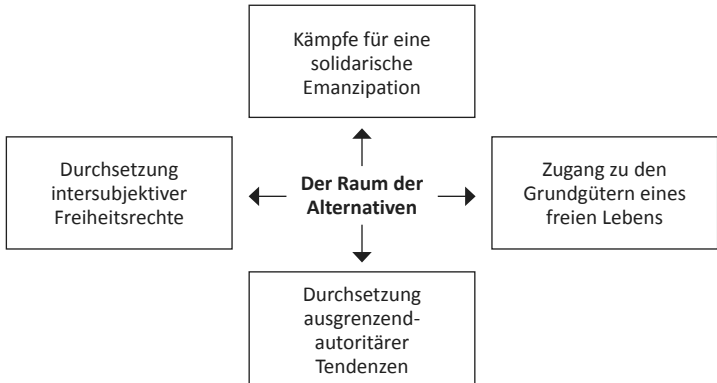 Kämpfe für eine
solidarische
Emanzipation
Durchsetzung
intersubjektiver
Freiheitsrechte
Der Raum der
Alternativen
Zugang zu den
Grundgütern eines
freien Lebens
Durchsetzung
ausgrenzend-
autoritärer
Tendenzen